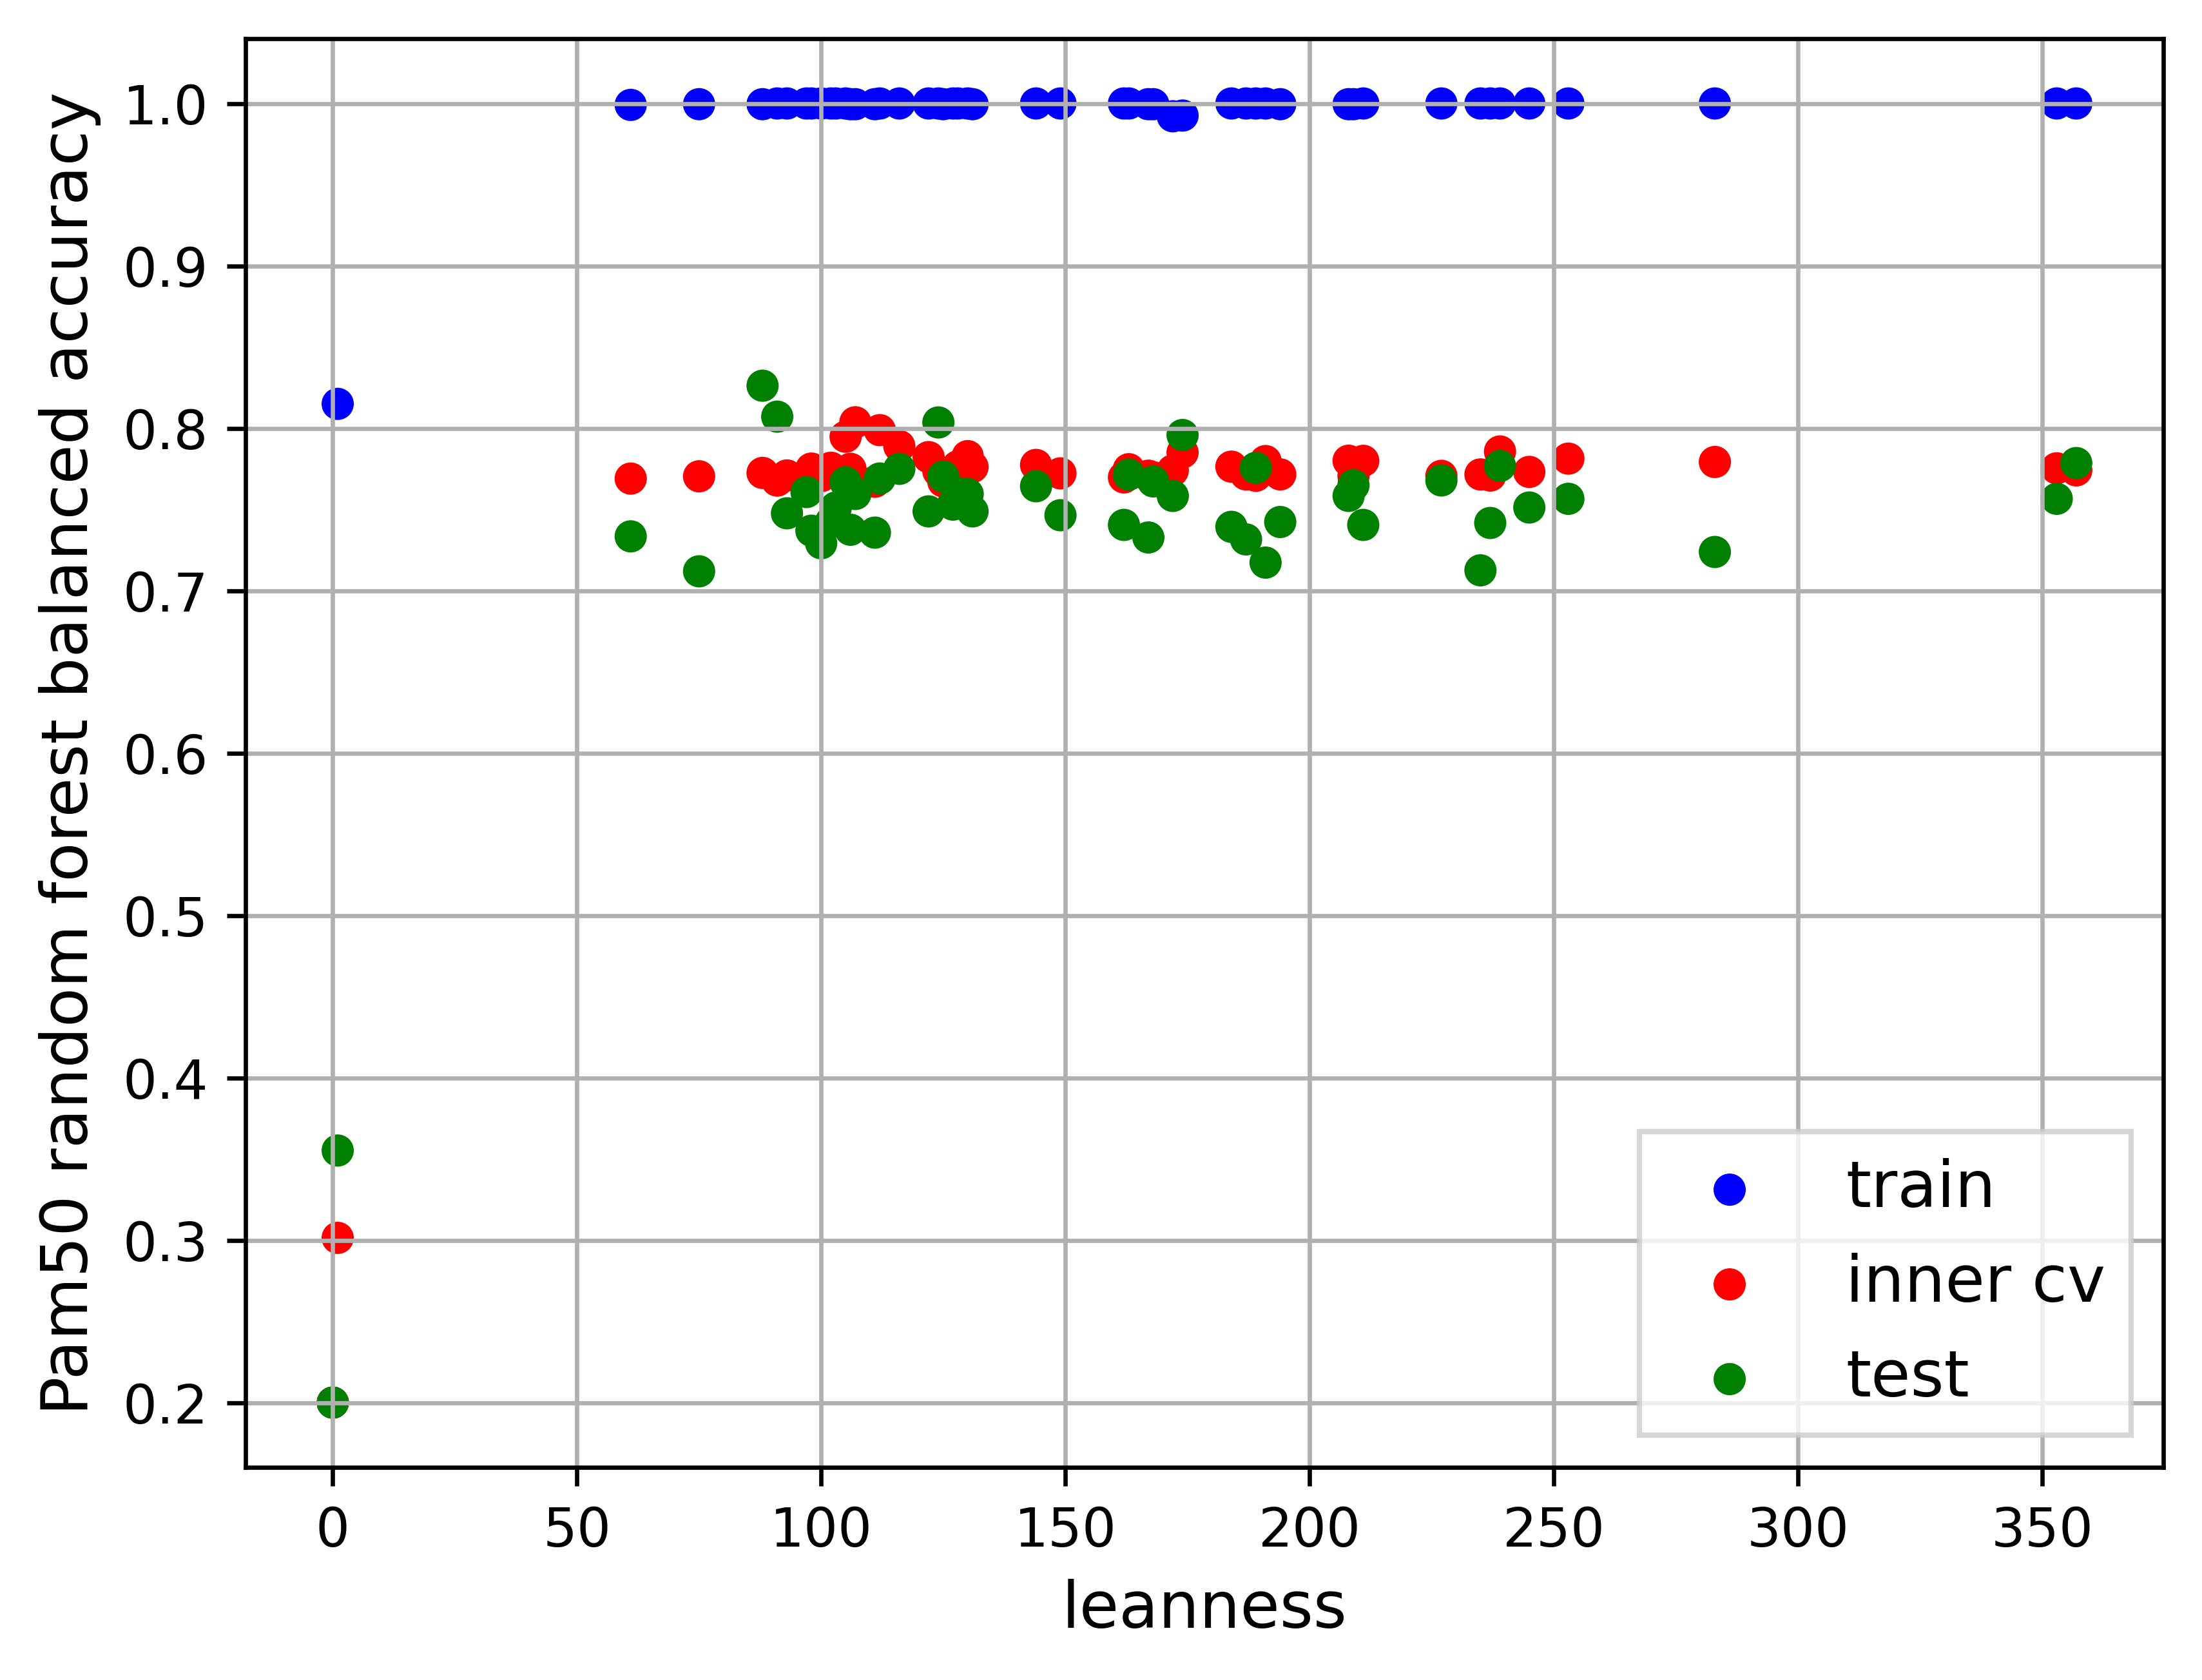 Pam50 random forest balanced accuracy
1.0
0.9
0.8
0.7
0.6
0.5
0.4
0.3
0.2
0 50 100 150 200 250 300 350
leanness
train
inner cv
test